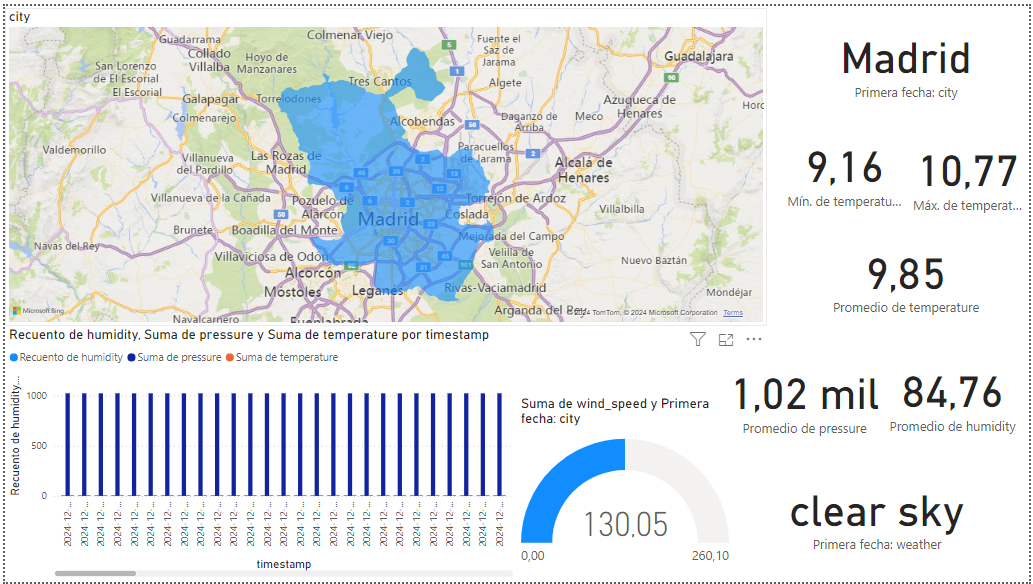 city
Colmenar Viejo
Guadarrama
Collado
Villalba
Hoyo de
Manzanares
San Lorenzo
de El Escorial
El Escorial
Galapagar
Torrelodones
Colmenarejo
Tres Cantos
Fuente el
Saz de
Jarama
Algete
Guadalajara
Alcobendas
Daganzo de
Arriba
Meco
Azuqueca de
Henares
Valdemorillo
Villanueva
del Pardillo
Las Rozas de
Madrid
Paracuellos
de Jarama
Alcalá de
Henares
Villanueva de la Cañada
Pozuelo de
Alarcón
Torrejón de Ardoz
Madrid
Coslada
Villalbilla
Brunete
Boadilla del Monte
Mejorada del Campo
Navas del Rey
Villaviciosa de Odón
Velilla de
San Antonio
Nuevo Baztán
Alcorcón
Móstoles
Leganés
Rivas-Vaciamadrid
Mondéjar
Navalcarnero
Fuenlabrada
Arganda del Rey
Microsoft Bing
TomTom, © 2024 Microsoft Corporation Terms
Madrid
Primera fecha: city
9,16
Mín. de temperatu...
10,77
Máx. de temperat...
9,85
Promedio de temperature
Recuento de humidity, Suma de pressure y Suma de temperature por timestamp
Recuento de humidity
Suma de pressure
Suma de temperature
Recuento de humidity,...
1000
500
0
2024-12-... 2024-12-... 2024-12-... 2024-12-... 2024-12-... 2024-12-... 2024-12-... 2024-12-... 2024-12-... 2024-12-... 2024-12-... 2024-12-... 2024-12-... 2024-12-... 2024-12-... 2024-12-... 2024-12-... 2024-12-... 2024-12-... 2024-12-... 2024-12-... 2024-12-... 2024-12-... 2024-12-... 2024-12-... 2024-12-... 2024-12-...
timestamp
Suma de wind_speed y Primera
fecha: city
130,05
0,00
260,10
1,02 mil
Promedio de pressure
84,76
Promedio de humidity
clear sky
Primera fecha: weather